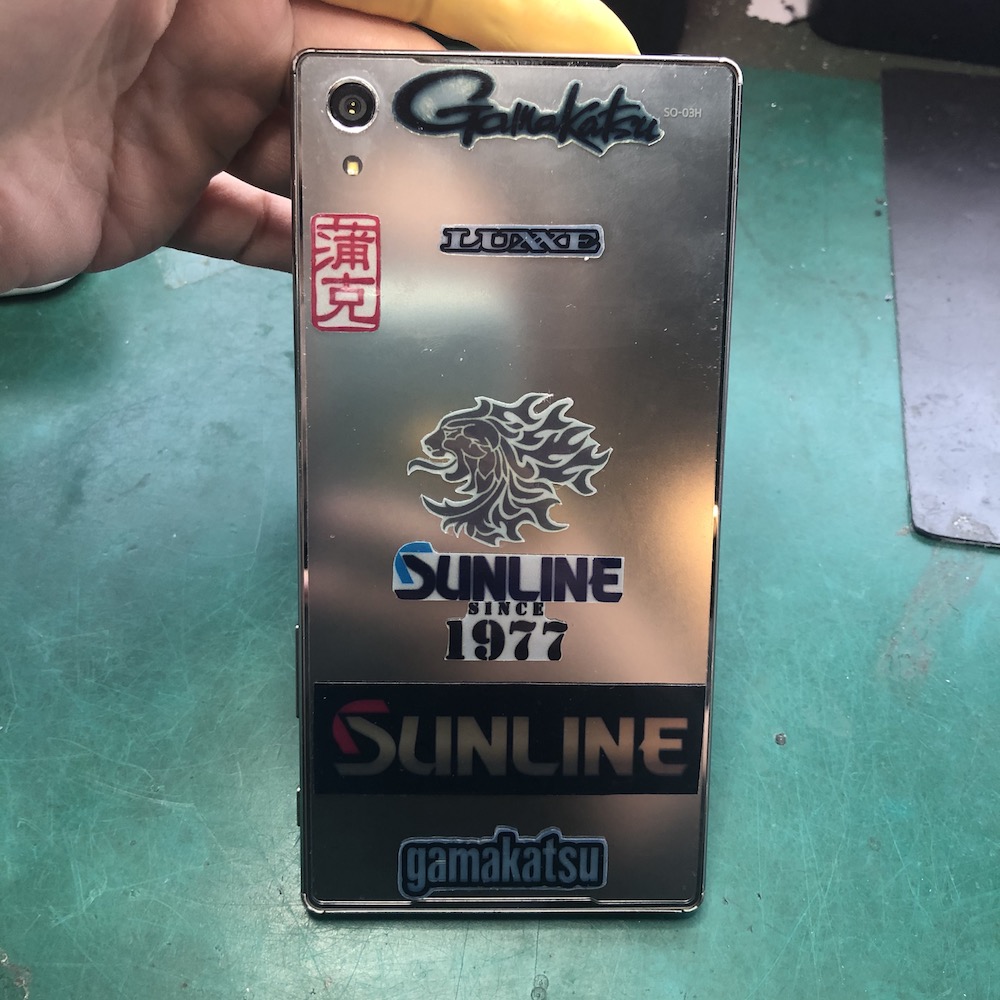 Gamakatsu
SO-03H
LUXXE
蒲克
SUNLINE
SINCE
1977
SUNLINE
gamakatsu